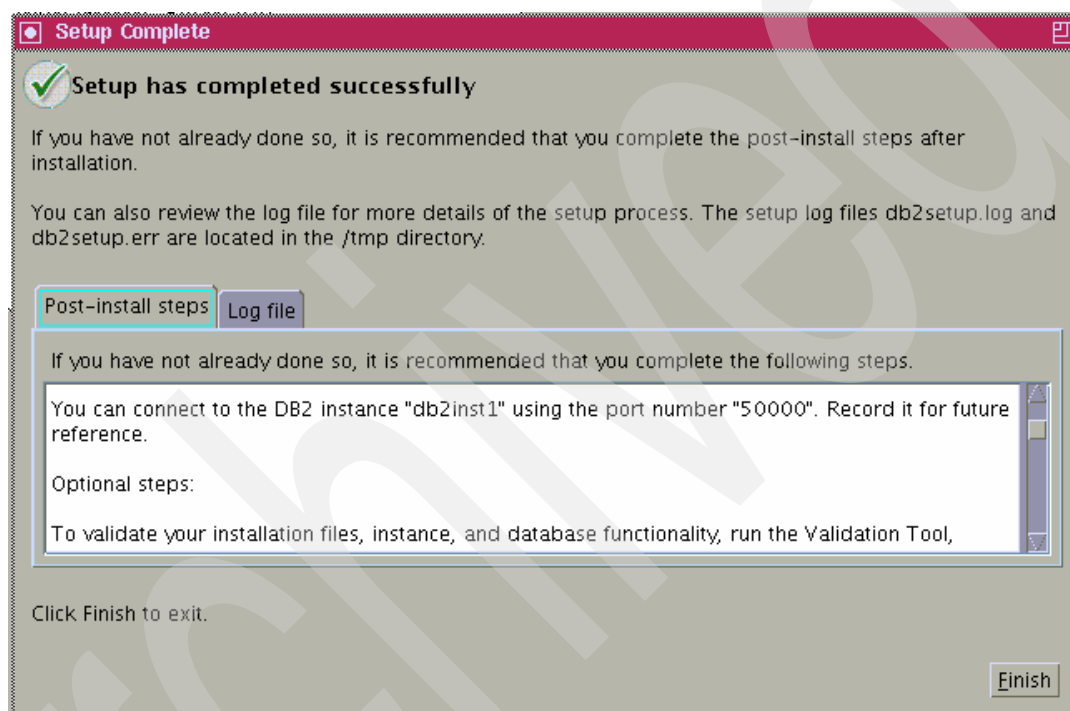 Setup Complete
Setup has completed successfully
If you have not already done so, it is recommended that you complete the post-install steps after
installation.
You can also review the log file for more details of the setup process. The setup log files db2setup.log and
db2setup.err are located in the /tmp directory.
Post-install steps
Log file
If you have not already done so, it is recommended that you complete the following steps.
You can connect to the DB2 instance "db2inst1" using the port number "50000". Record it for future
reference.
Optional steps:
To validate your installation files, instance, and database functionality, run the Validation Tool,
Click Finish to exit.
Finish